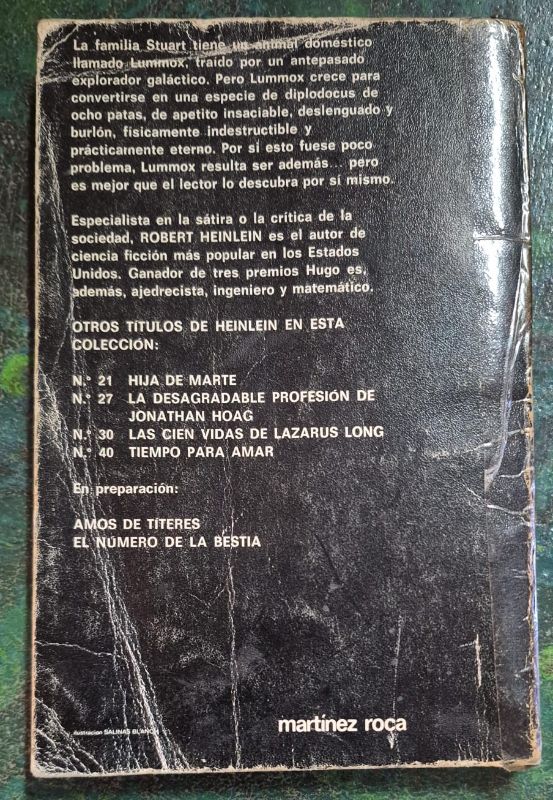 La familia Stuart tiene un animal doméstico
llamado Lummox, traído por un antepasado
explorador galáctico. Pero Lummox crece para
convertirse en una especie de diplodocus de
ocho patas, de apetito insaciable, deslenguado y
burlón, físicamente indestructible y
prácticamente eterno. Por si esto fuese poco
problema, Lummox resulta ser además... pero
es mejor que el lector lo descubra por sí mismo.
Especialista en la sátira o la crítica de la
sociedad, ROBERT HEINLEIN es el autor de
ciencia ficción más popular en los Estados
Unidos. Ganador de tres premios Hugo es,
además, ajedrecista, ingeniero y matemático.
OTROS TÍTULOS DE HEINLEIN EN ESTA
COLECCIÓN:
N.° 21 HIJA DE MARTE
N.° 27 LA DESAGRADABLE PROFESIÓN DE
JONATHAN HOAG
N.° 30 LAS CIEN VIDAS DE LAZARUS LONG
N.° 40 TIEMPO PARA AMAR
En preparación:
AMOS DE TÍTERES
EL NÚMERO DE LA BESTIA
martínez roca
Ilustración SALINAS BLANCH